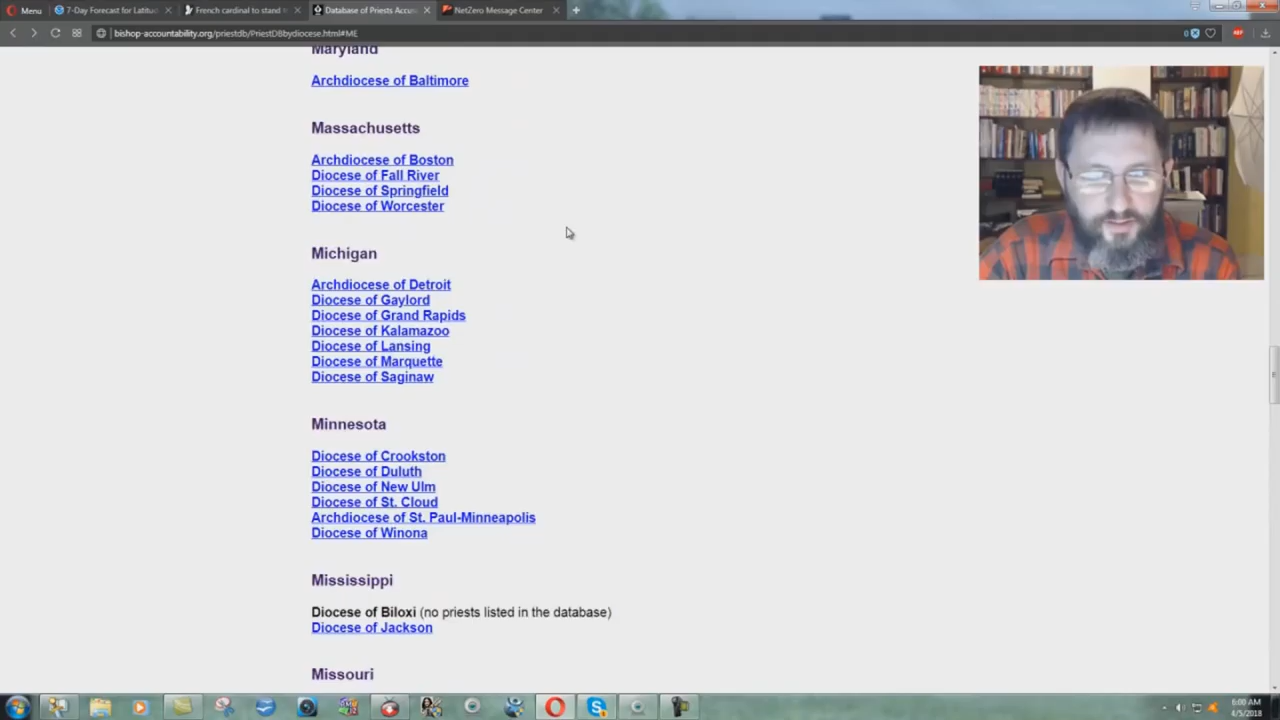 Menu
7-Day Forecast for Latitud
French cardinal to stand t
Database of Priests Accus
NetZero Message Center
bishop-accountability.org/priestdb/PriestDBbydiocese.html#ME
0
ABP
Maryland
Archdiocese of Baltimore
Massachusetts
Archdiocese of Boston
Diocese of Fall River
Diocese of Springfield
Diocese of Worcester
Michigan
Archdiocese of Detroit
Diocese of Gaylord
Diocese of Grand Rapids
Diocese of Kalamazoo
Diocese of Lansing
Diocese of Marquette
Diocese of Saginaw
Minnesota
Diocese of Crookston
Diocese of Duluth
Diocese of New Ulm
Diocese of St. Cloud
Archdiocese of St. Paul-Minneapolis
Diocese of Winona
Mississippi
Diocese of Biloxi (no priests listed in the database)
Diocese of Jackson
Missouri
6:00 AM
4/5/2018